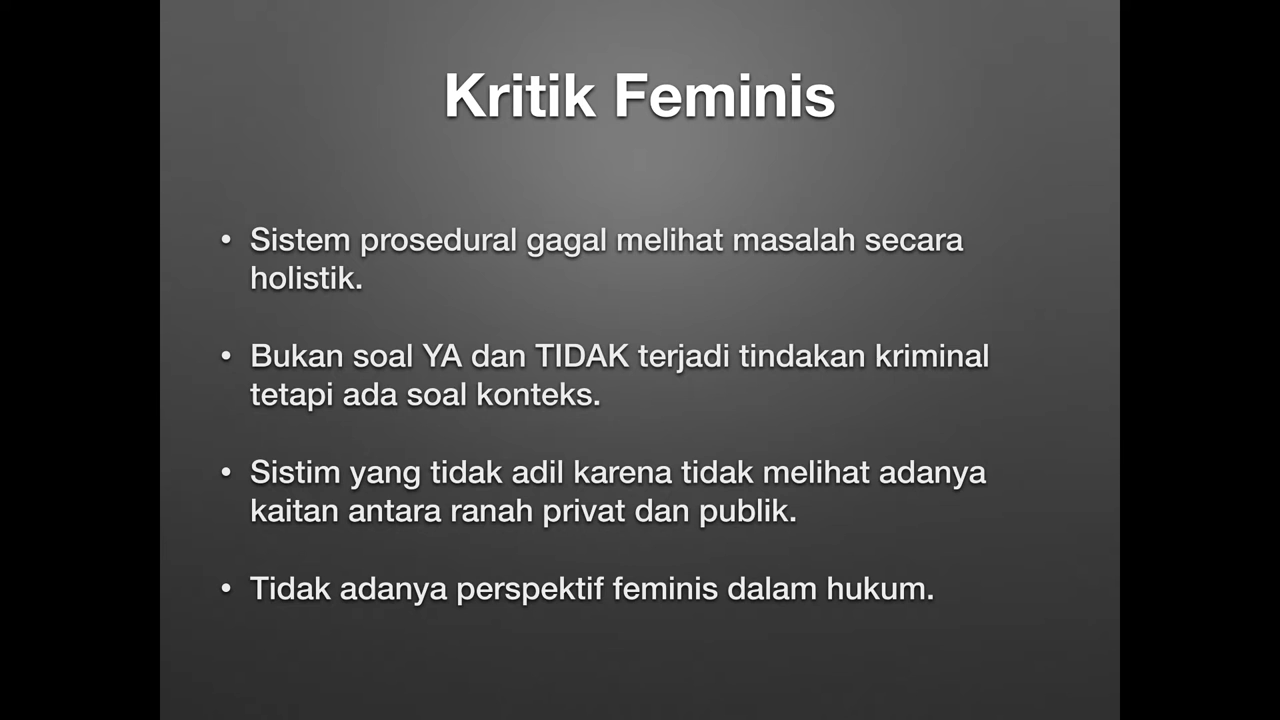 Kritik Feminis
• Sistem prosedural gagal melihat masalah secara
holistik.
• Bukan soal YA dan TIDAK terjadi tindakan kriminal
tetapi ada soal konteks.
• Sistim yang tidak adil karena tidak melihat adanya
kaitan antara ranah privat dan publik.
• Tidak adanya perspektif feminis dalam hukum.